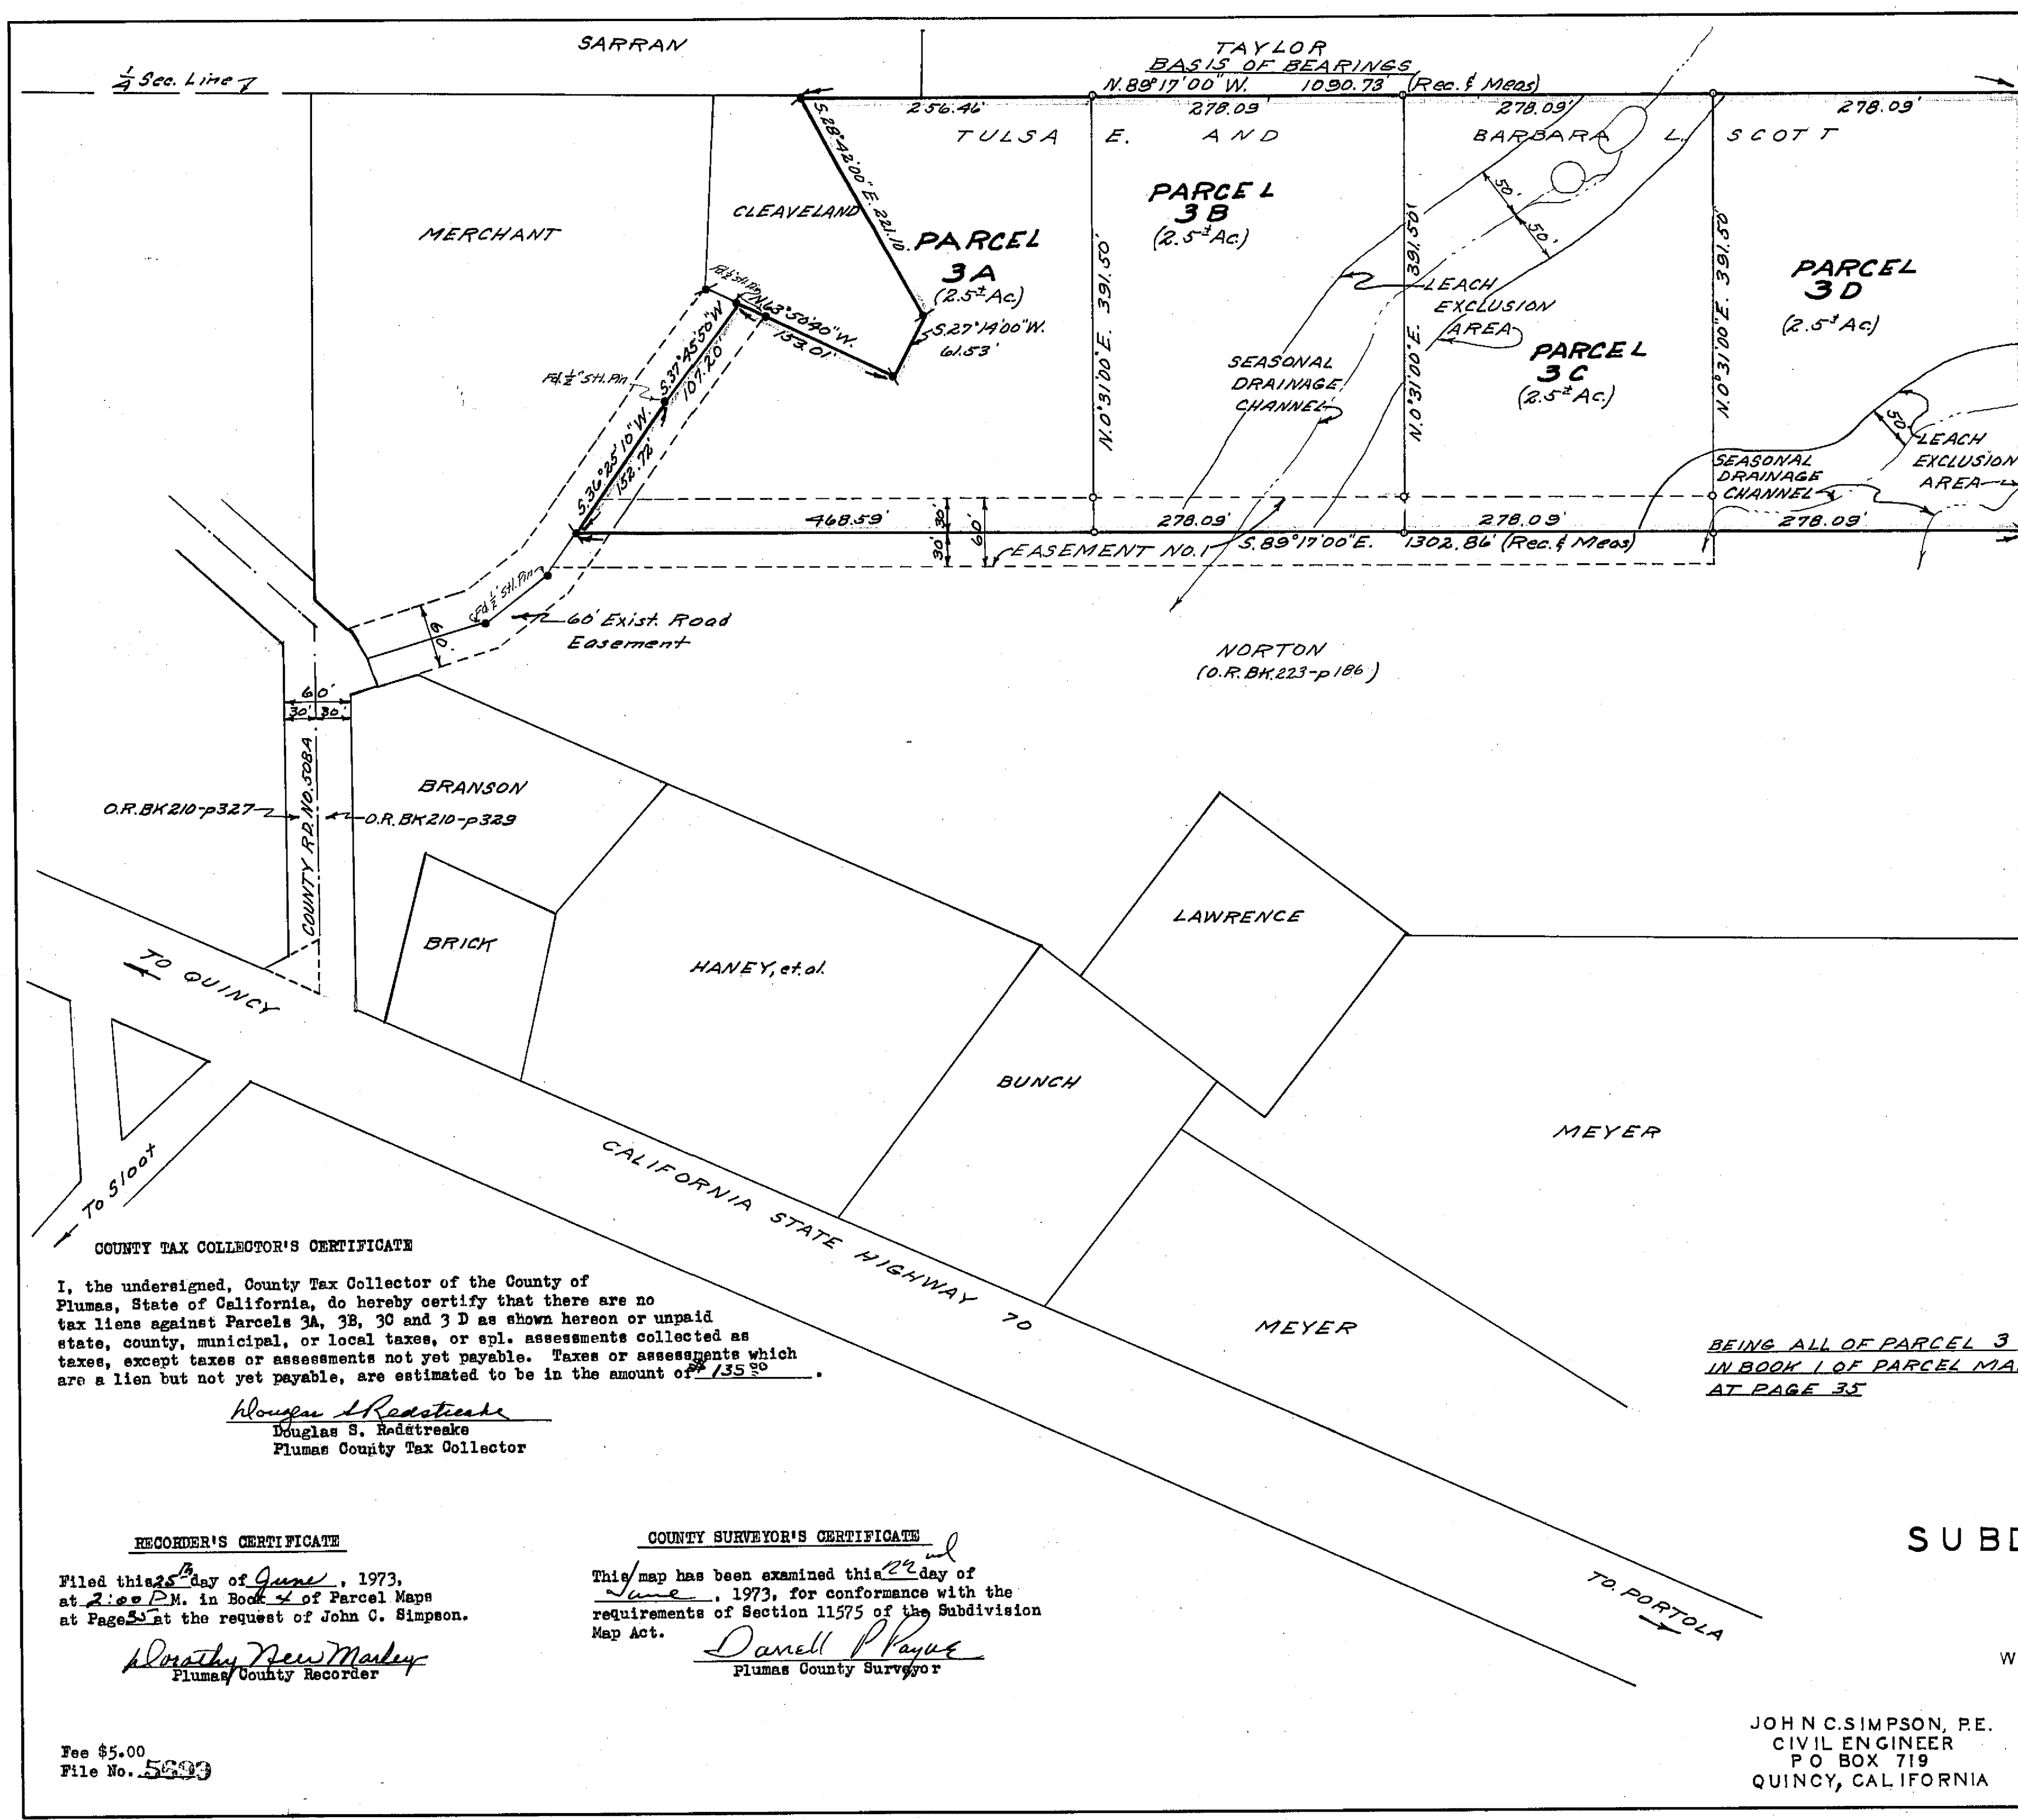 SARRAN
TAYLOR
BASIS OF BEARINGS
1/4 Sec. Line
N.89°17'00"W. 1090.73' (Rec. & Meas)
256.46'
278.09'
278.09'
278.09'
TULSA E. AND BARBARA L. SCOTT
S.28°42'00"E. 221.10'
MERCHANT
CLEAVELAND
PARCEL
3A
(2.5± Ac.)
PARCEL
3B
(2.5± Ac.)
50'
50'
LEACH
EXCLUSION
AREA
PARCEL
3C
(2.5± Ac.)
PARCEL
3D
(2.5± Ac.)
N.0°31'00"E. 391.50'
N.0°31'00"E. 391.50'
N.0°31'00"E. 391.50'
Fd. ½" Stl. Pin
N.63°50'40"W.
153.01'
S.27°14'00"W.
61.53'
S.37°45'50"W
107.20'
Fd. ½" Stl. Pin
S.36°25'10"W.
152.72'
SEASONAL
DRAINAGE
CHANNEL
SEASONAL
DRAINAGE
CHANNEL
50'
LEACH
EXCLUSION
AREA
468.59'
278.09'
278.09'
278.09'
30'
30'
60'
EASEMENT NO.1
S.89°17'00"E. 1302.86' (Rec. & Meas)
Fd. ½" Stl. Pin
60' Exist. Road
Easement
60'
NORTON
(O.R. BK.223-p186)
60'
30' 30'
COUNTY RD. NO. 508A
O.R. BK 210-p327
O.R. BK 210-p329
BRANSON
BRICK
HANEY, et.al.
LAWRENCE
BUNCH
MEYER
MEYER
TO QUINCY
To Sloat
CALIFORNIA STATE HIGHWAY 70
TO PORTOLA
COUNTY TAX COLLECTOR'S CERTIFICATE
I, the undersigned, County Tax Collector of the County of
Plumas, State of California, do hereby certify that there are no
tax liens against Parcels 3A, 3B, 3C and 3 D as shown hereon or unpaid
state, county, municipal, or local taxes, or spl. assessments collected as
taxes, except taxes or assessments not yet payable. Taxes or assessments which
are a lien but not yet payable, are estimated to be in the amount of $135 00.
Douglas S Redstreake
Douglas S. Redstreake
Plumas County Tax Collector
BEING ALL OF PARCEL 3
IN BOOK 1 OF PARCEL MA
AT PAGE 35
RECORDER'S CERTIFICATE
Filed this 25th day of June, 1973,
at 2:00 P.M. in Book 4 of Parcel Maps
at Page at the request of John C. Simpson.
Plumas County Recorder
COUNTY SURVEYOR'S CERTIFICATE
This map has been examined this 22nd day of
June, 1973, for conformance with the
requirements of Section 11575 of the Subdivision
Map Act.
Darrell P Payne
Plumas County Surveyor
SUBD
W
Fee $5.00
File No.
JOHN C. SIMPSON, P.E.
CIVIL ENGINEER
P O BOX 719
QUINCY, CALIFORNIA